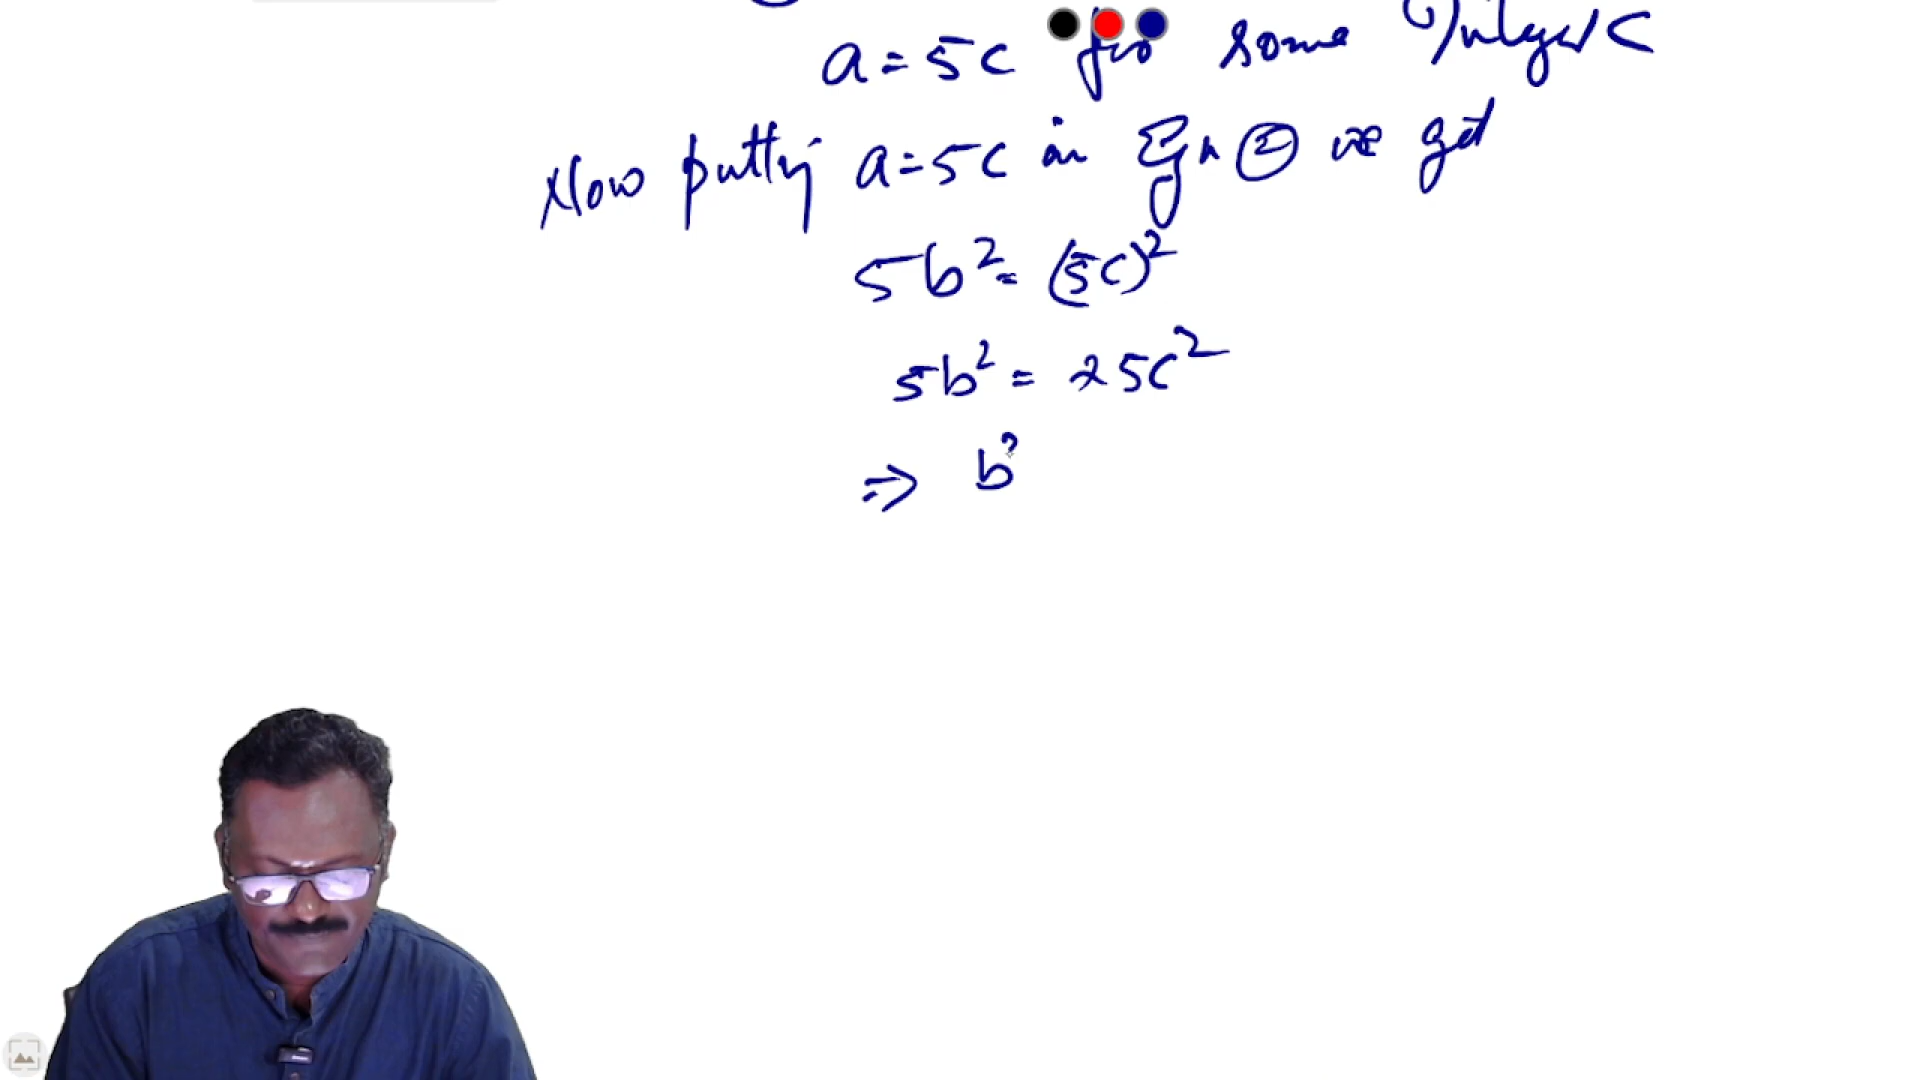 a = 5c for some Integer C
Now putting a = 5c in Eqn ② we get
5b² = (5c)²
5b² = 25c²
⇒ b²